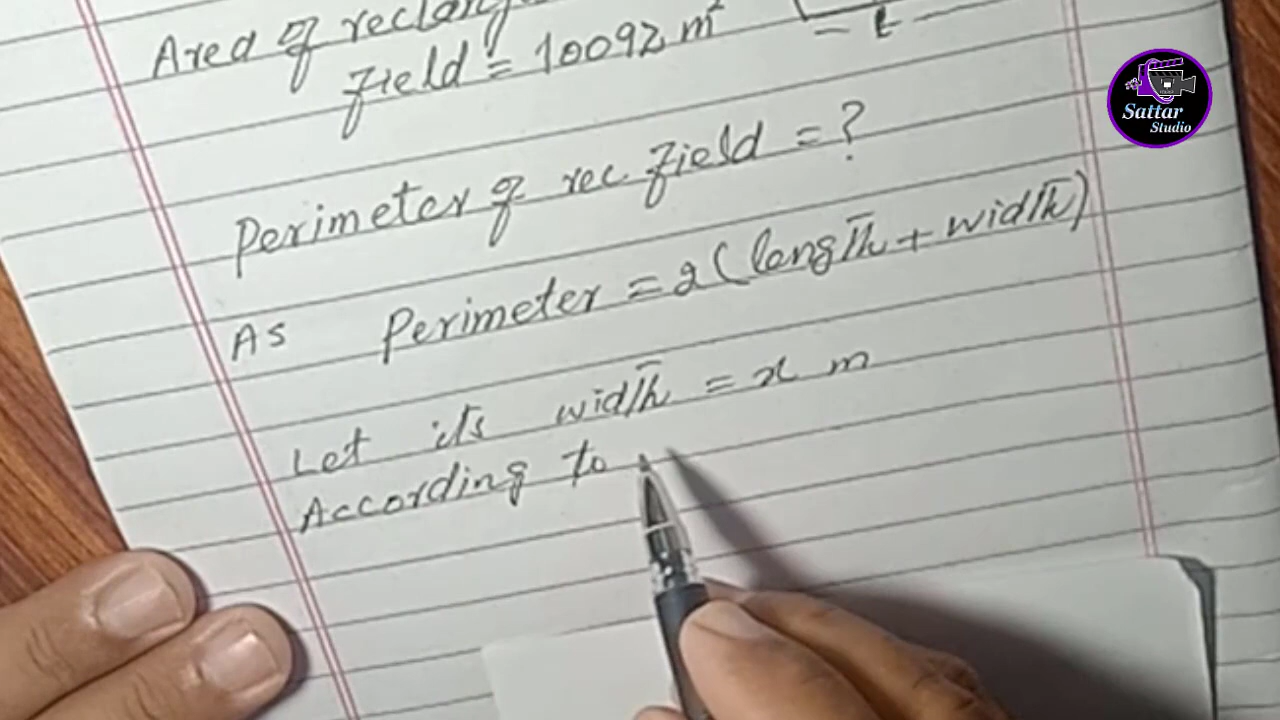 Area of rectang
field = 10092 m²
Perimeter of rec. field = ?
As Perimeter = 2(length + width)
Let its width = x m
According to
Sattar
Studio